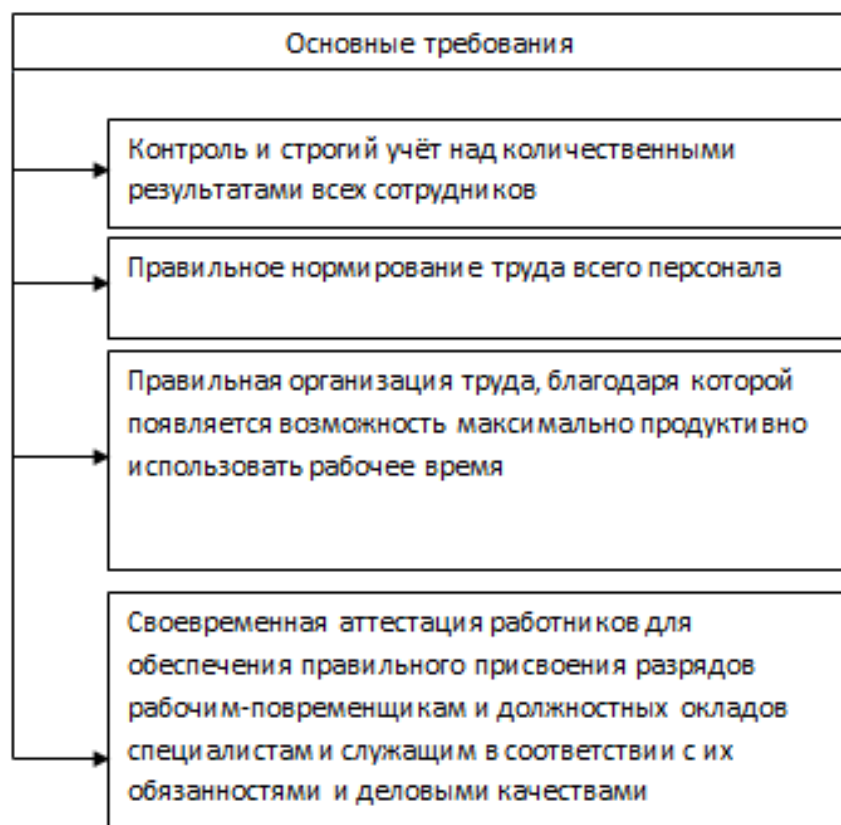 Основные требования
Контроль и строгий учёт над количественными
результатами всех сотрудников
Правильное нормирование труда всего персонала
Правильная организация труда, благодаря которой
появляется возможность максимально продуктивно
использовать рабочее время
Своевременная аттестация работников для
обеспечения правильного присвоения разрядов
рабочим-повременщикам и должностных окладов
специалистам и служащим в соответствии с их
обязанностями и деловыми качествами